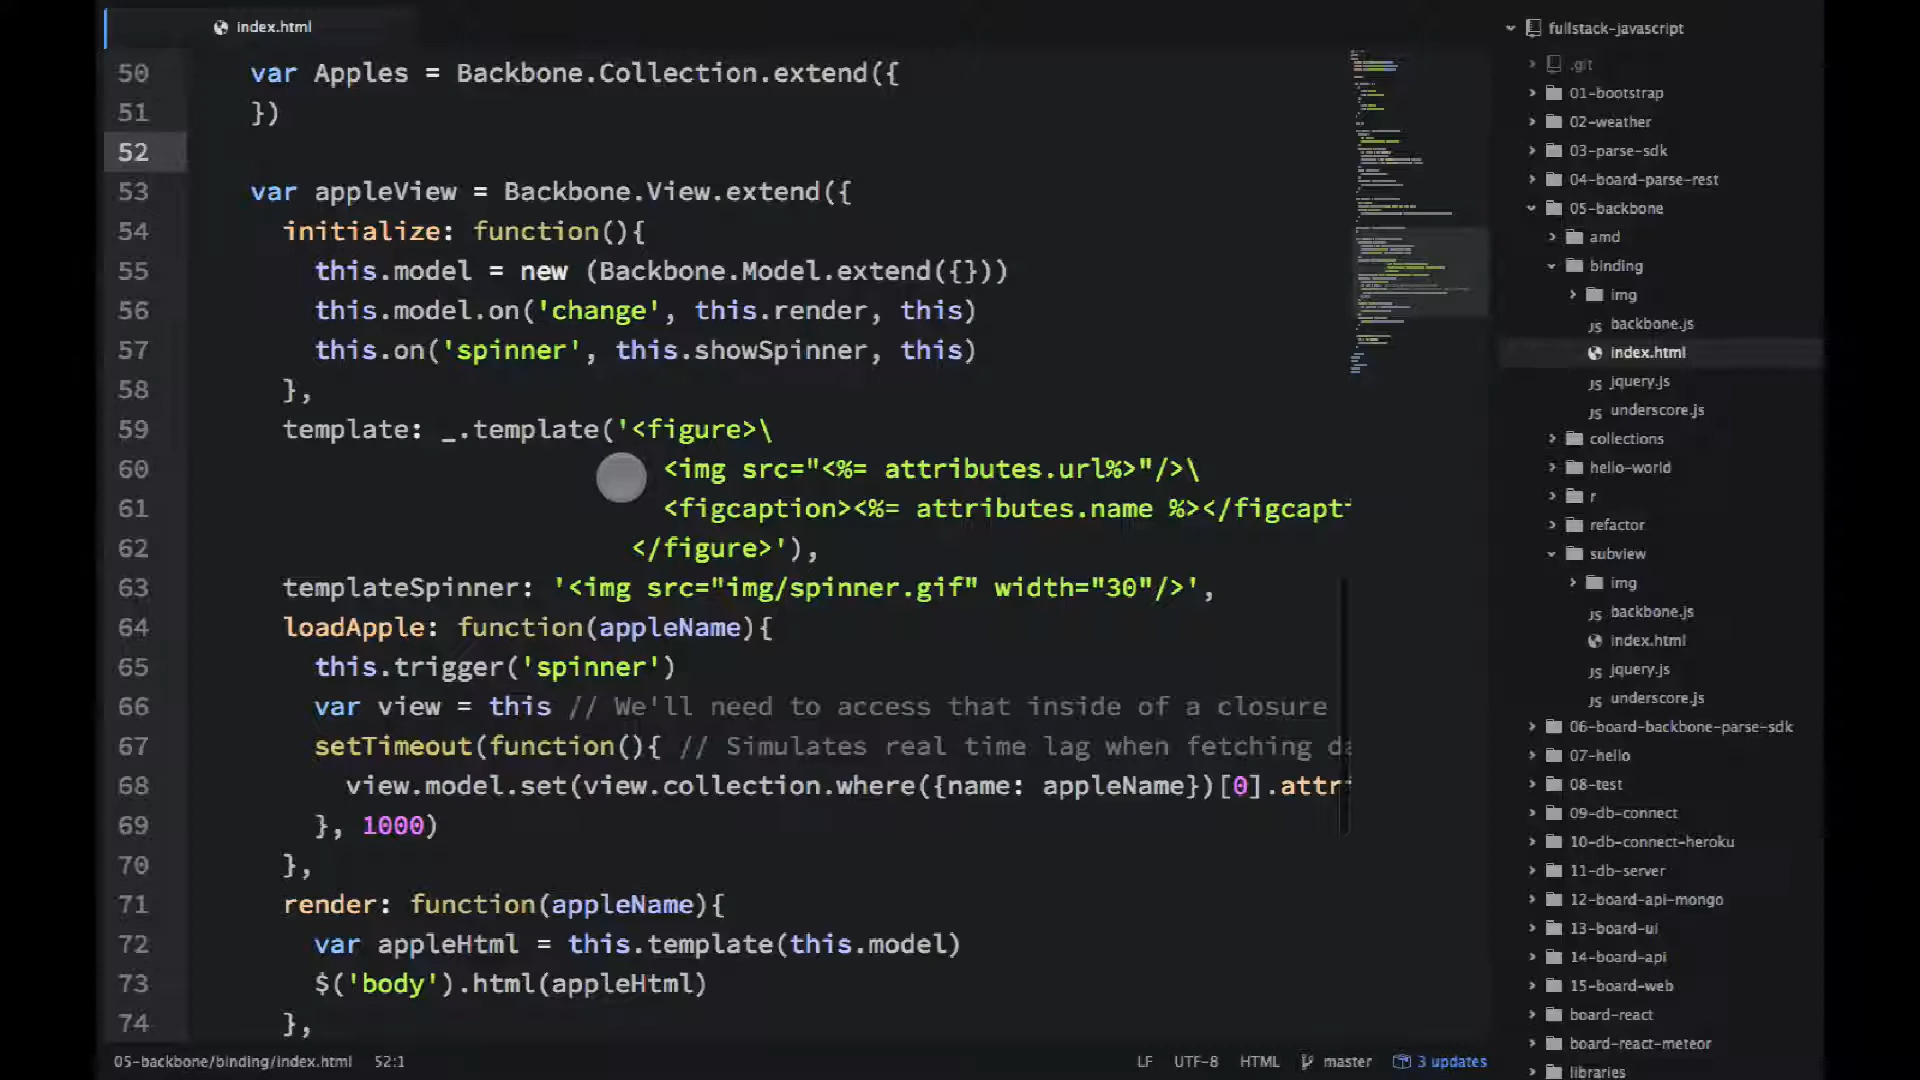 index.html
50 var Apples = Backbone.Collection.extend({
51 })
52
53 var appleView = Backbone.View.extend({
54 initialize: function(){
55 this.model = new (Backbone.Model.extend({}))
56 this.model.on('change', this.render, this)
57 this.on('spinner', this.showSpinner, this)
58 },
59 template: _.template('<figure>\
60 <img src="<%= attributes.url%>"/>\
61 <figcaption><%= attributes.name %></figcapt
62 </figure>'),
63 templateSpinner: '<img src="img/spinner.gif" width="30"/>',
64 loadApple: function(appleName){
65 this.trigger('spinner')
66 var view = this // We'll need to access that inside of a closure
67 setTimeout(function(){ // Simulates real time lag when fetching da
68 view.model.set(view.collection.where({name: appleName})[0].attr
69 }, 1000)
70 },
71 render: function(appleName){
72 var appleHtml = this.template(this.model)
73 $('body').html(appleHtml)
74 },
05-backbone/binding/index.html 52:1 LF UTF-8 HTML master 3 updates
fullstack-javascript
.git
01-bootstrap
02-weather
03-parse-sdk
04-board-parse-rest
05-backbone
amd
binding
img
JS backbone.js
index.html
JS jquery.js
JS underscore.js
collections
hello-world
r
refactor
subview
img
JS backbone.js
index.html
JS jquery.js
JS underscore.js
06-board-backbone-parse-sdk
07-hello
08-test
09-db-connect
10-db-connect-heroku
11-db-server
12-board-api-mongo
13-board-ui
14-board-api
15-board-web
board-react
board-react-meteor
libraries